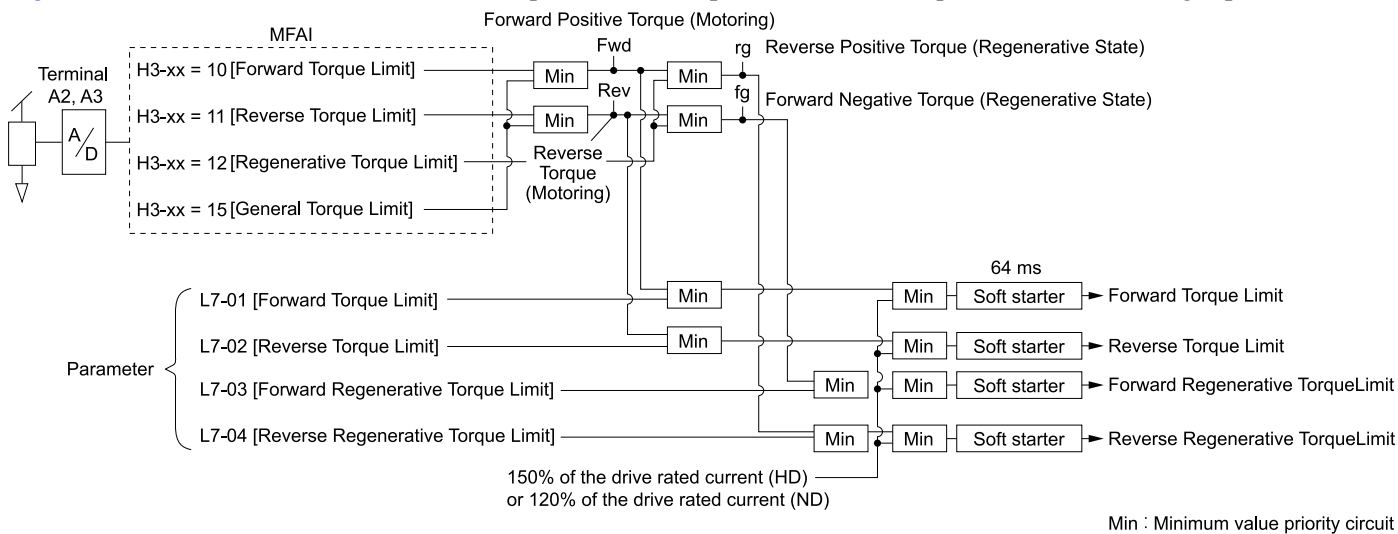 Forward Positive Torque (Motoring)
MFAI
Fwd
rg
Reverse Positive Torque (Regenerative State)
Terminal
A2, A3
H3-xx = 10 [Forward Torque Limit]
Min
Min
Rev
fg
Forward Negative Torque (Regenerative State)
A/D
H3-xx = 11 [Reverse Torque Limit]
Min
Min
H3-xx = 12 [Regenerative Torque Limit]
Reverse
Torque
(Motoring)
H3-xx = 15 [General Torque Limit]
64 ms
L7-01 [Forward Torque Limit]
Min
Min
Soft starter
Forward Torque Limit
L7-02 [Reverse Torque Limit]
Min
Min
Soft starter
Reverse Torque Limit
Parameter
L7-03 [Forward Regenerative Torque Limit]
Min
Min
Soft starter
Forward Regenerative TorqueLimit
L7-04 [Reverse Regenerative Torque Limit]
Min
Min
Soft starter
Reverse Regenerative TorqueLimit
150% of the drive rated current (HD)
or 120% of the drive rated current (ND)
Min : Minimum value priority circuit